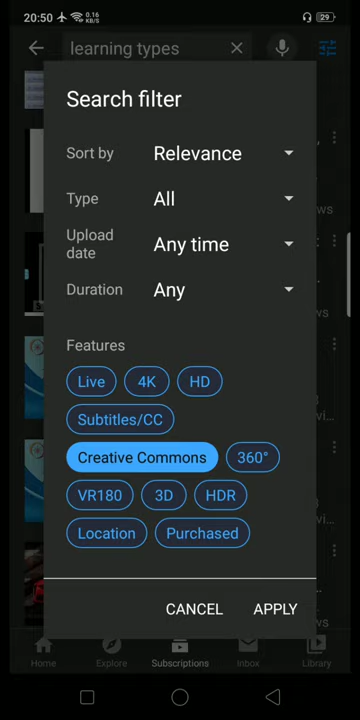 20:50 0.16 KB/S 29
learning types
Search filter
Sort by Relevance
Type All
Upload date Any time
Duration Any
Features
Live 4K HD
Subtitles/CC
Creative Commons 360°
VR180 3D HDR
Location Purchased
CANCEL APPLY
Home Explore Subscriptions Inbox Library